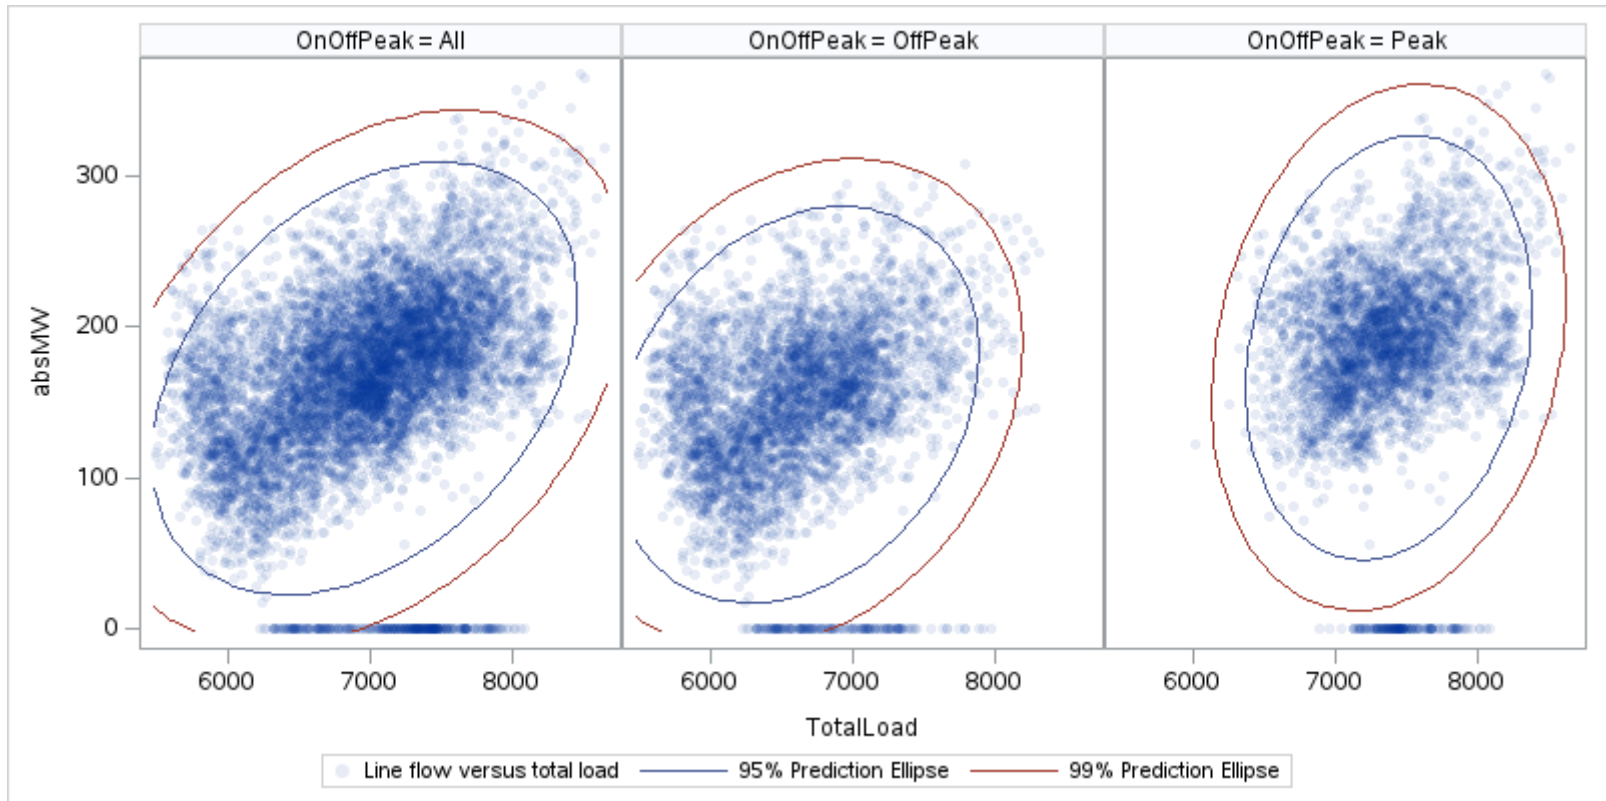 OnOffPeak = All
OnOffPeak = OffPeak
OnOffPeak = Peak
absMW
300
200
100
0
6000 7000 8000
6000 7000 8000
6000 7000 8000
TotalLoad
Line flow versus total load
95% Prediction Ellipse
99% Prediction Ellipse